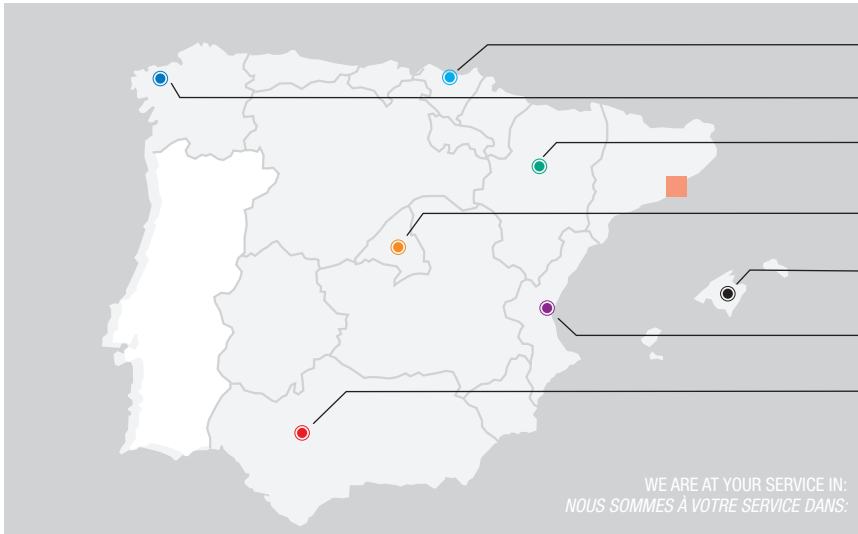 WE ARE AT YOUR SERVICE IN:
NOUS SOMMES À VOTRE SERVICE DANS: